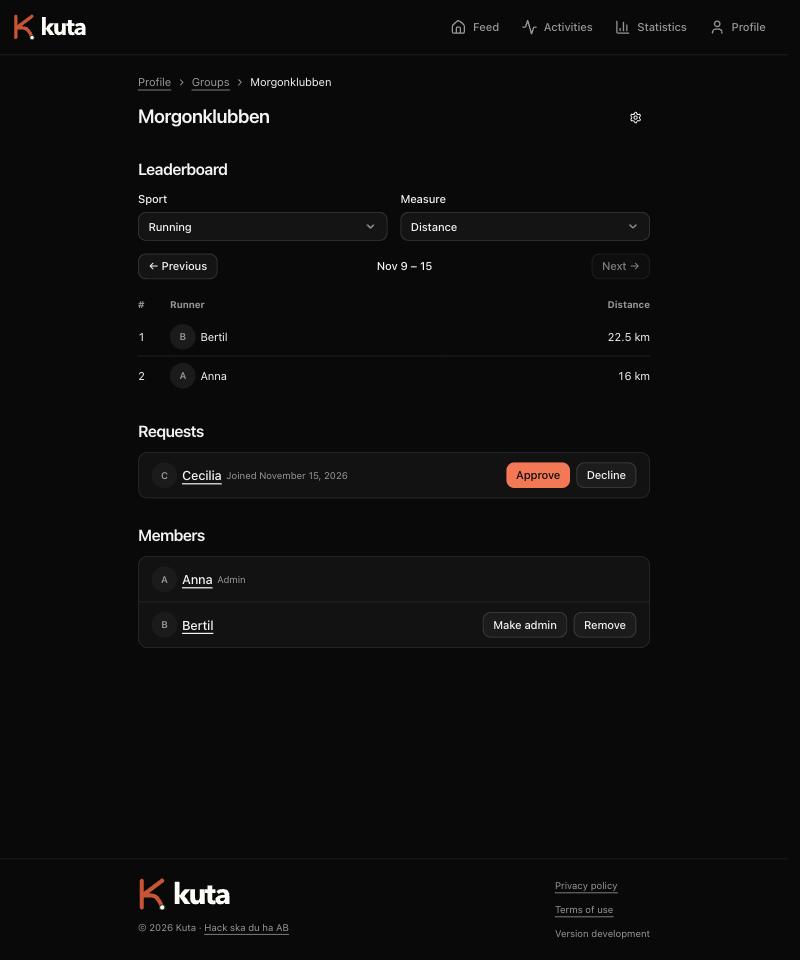 kuta
Feed Activities Statistics Profile
Profile > Groups > Morgonklubben
Morgonklubben
Leaderboard
Sport Measure
Running Distance
← Previous Nov 9 – 15 Next →
# Runner Distance
1 B Bertil 22.5 km
2 A Anna 16 km
Requests
C Cecilia Joined November 15, 2026 Approve Decline
Members
A Anna Admin
B Bertil Make admin Remove
kuta
© 2026 Kuta · Hack ska du ha AB
Privacy policy
Terms of use
Version development